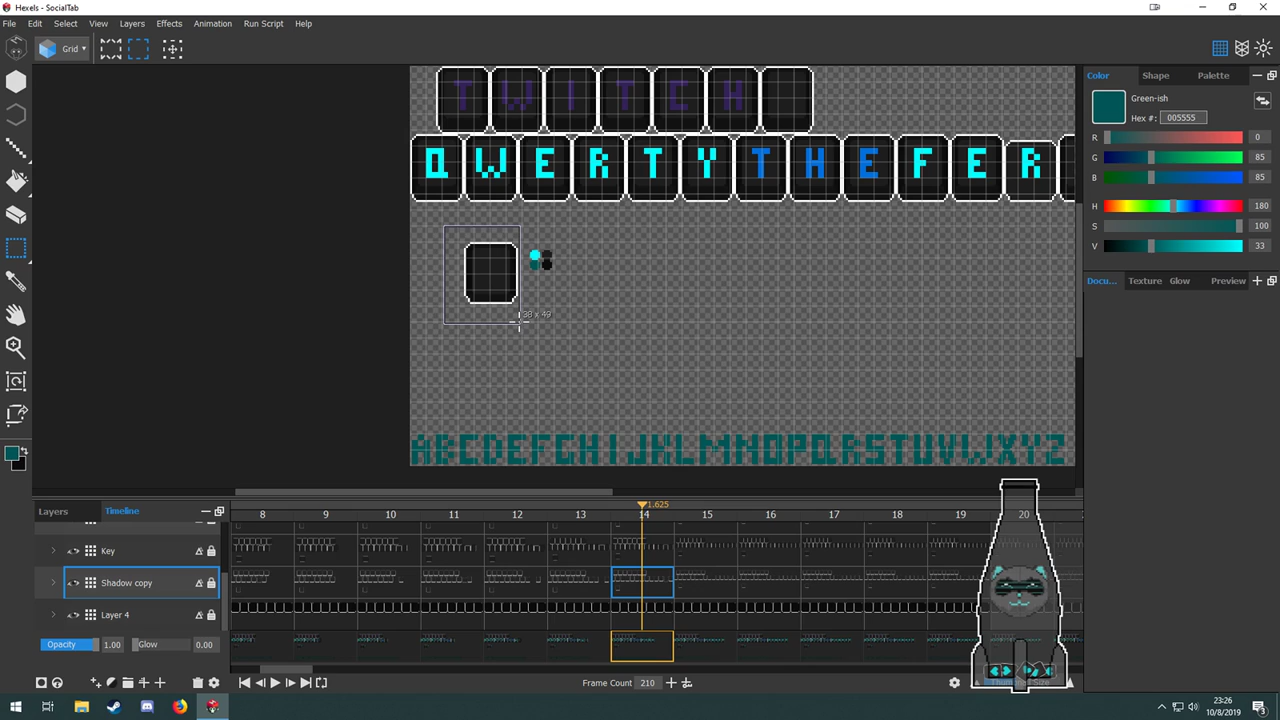 Hexels - SocialTab
File Edit Select View Layers Effects Animation Run Script Help
Grid
TWITCH
QWERTYTHEFER
38 x 49
ABCDEFGHIJKLMNOPQRSTUVWXYZ
Color Shape Palette
Green-ish
Hex #: 005555
R 0
G 85
B 85
H 180
S 100
V 33
Docu... Texture Glow Preview
Layers Timeline
1.625
8 9 10 11 12 13 14 15 16 17 18 19 20
Key
Shadow copy
Layer 4
Opacity 1.00 Glow 0.00
Frame Count 210
Thumbnail Size
23:26
10/8/2019
3